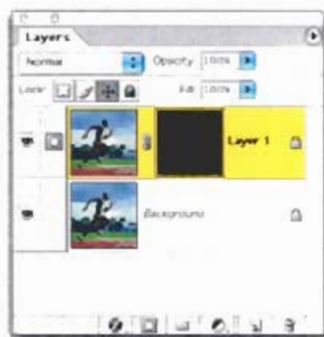 Layers
Normal Opacity: 100%
Lock: Fill: 100%
Layer 1
Background